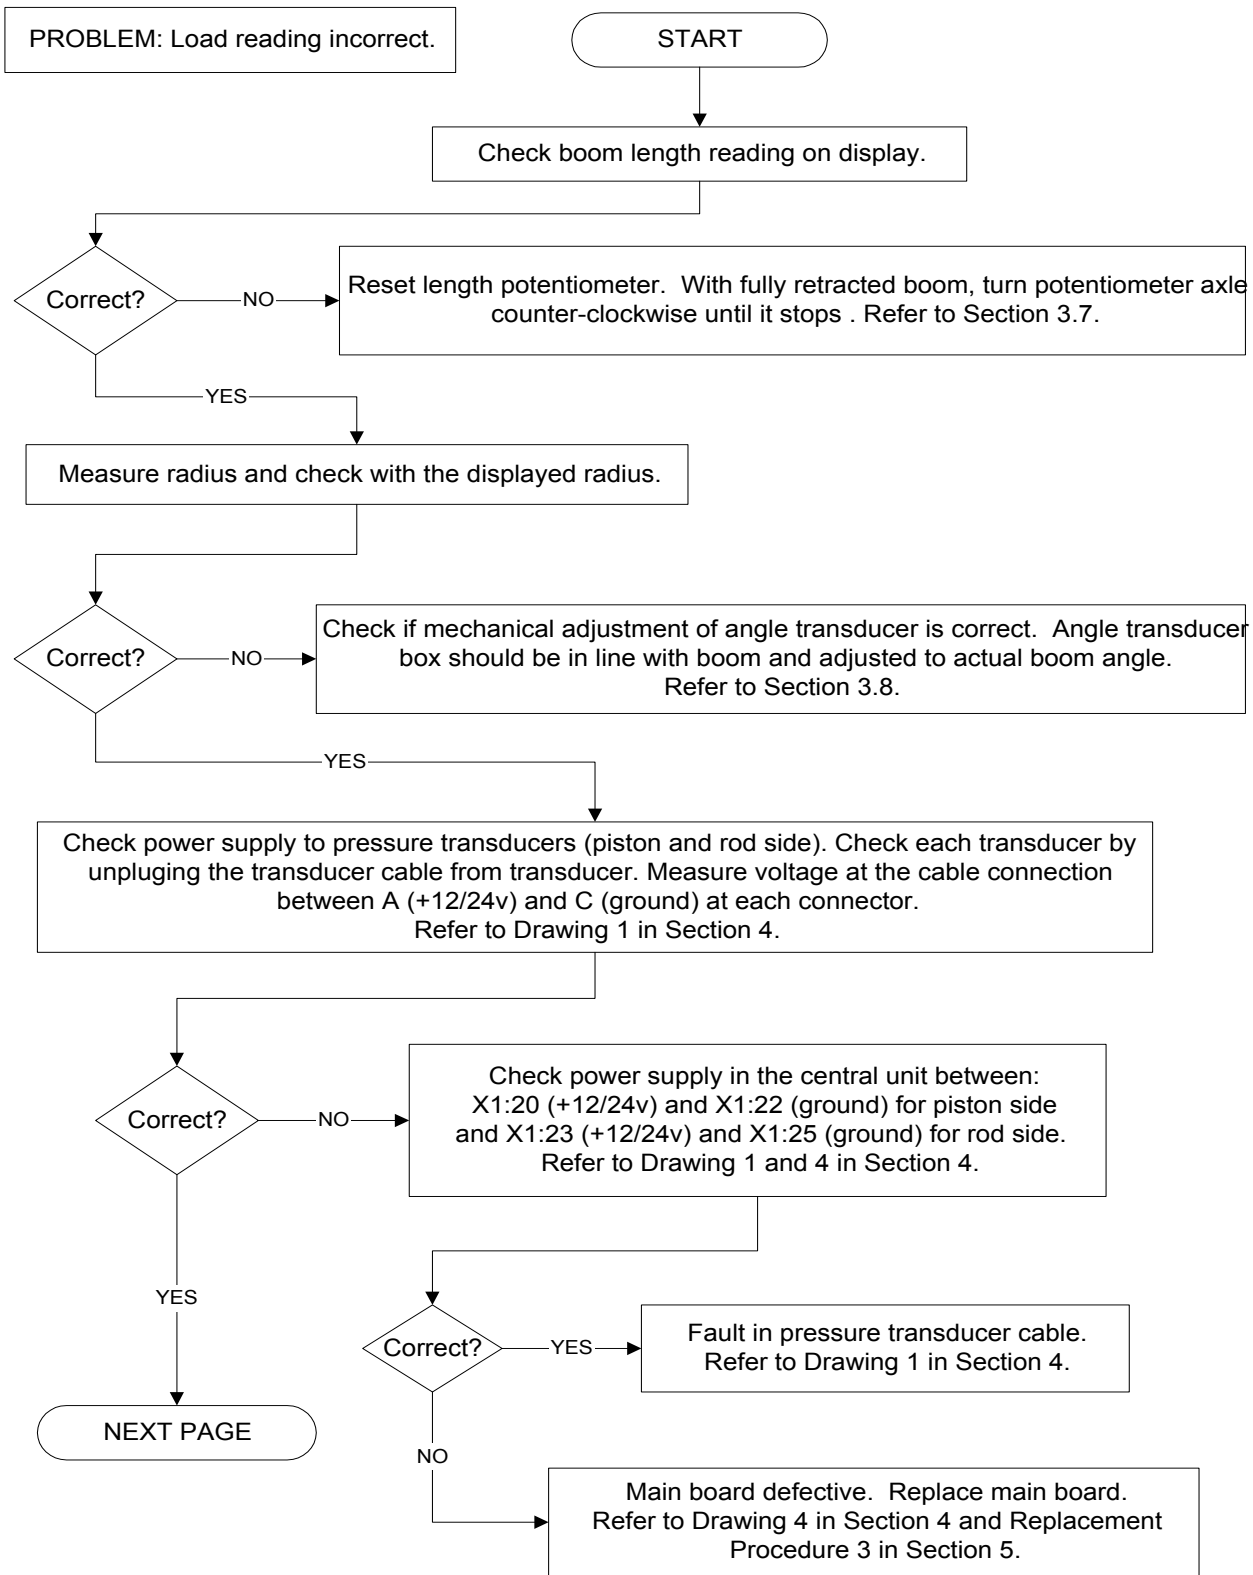 PROBLEM: Load reading incorrect.
START
Check boom length reading on display.
Correct?
NO
Reset length potentiometer.  With fully retracted boom, turn potentiometer axle
counter-clockwise until it stops . Refer to Section 3.7.
YES
Measure radius and check with the displayed radius.
Correct?
NO
Check if mechanical adjustment of angle transducer is correct.  Angle transducer
box should be in line with boom and adjusted to actual boom angle.
Refer to Section 3.8.
YES
Check power supply to pressure transducers (piston and rod side). Check each transducer by
unpluging the transducer cable from transducer. Measure voltage at the cable connection
between A (+12/24v) and C (ground) at each connector.
Refer to Drawing 1 in Section 4.
Correct?
NO
Check power supply in the central unit between:
X1:20 (+12/24v) and X1:22 (ground) for piston side
and X1:23 (+12/24v) and X1:25 (ground) for rod side.
Refer to Drawing 1 and 4 in Section 4.
YES
Correct?
YES
Fault in pressure transducer cable.
Refer to Drawing 1 in Section 4.
NEXT PAGE
NO
Main board defective.  Replace main board.
Refer to Drawing 4 in Section 4 and Replacement
Procedure 3 in Section 5.